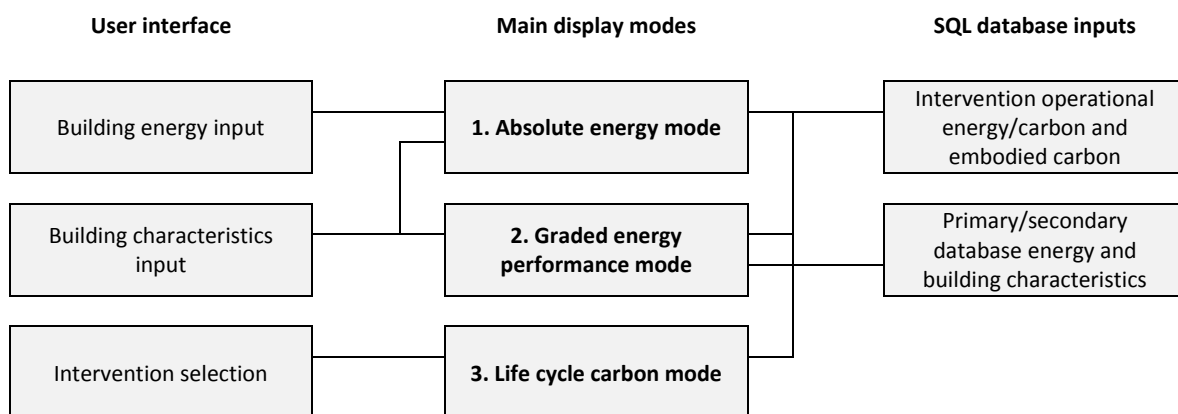 User interface
Main display modes
SQL database inputs
Building energy input
1. Absolute energy mode
Intervention operational
energy/carbon and
embodied carbon
Building characteristics
input
2. Graded energy
performance mode
Primary/secondary
database energy and
building characteristics
Intervention selection
3. Life cycle carbon mode